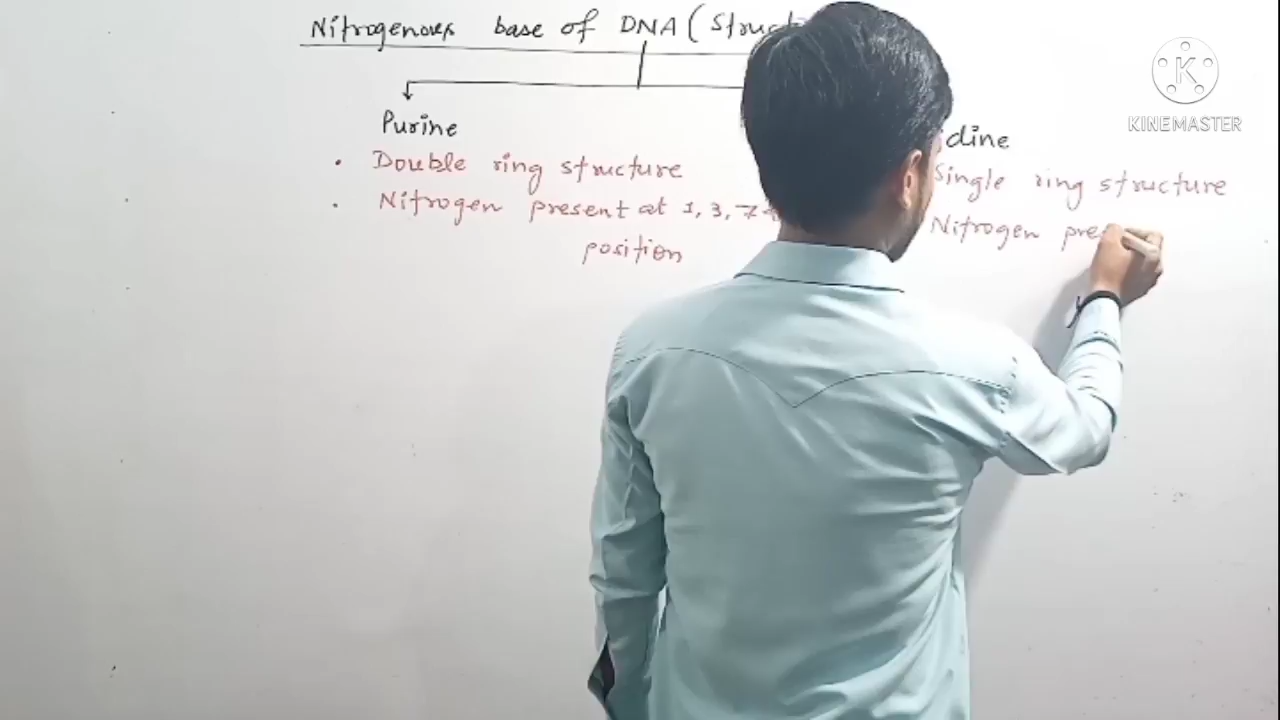 Nitrogenous base of DNA (Struct
Purine
idine
• Double ring structure
Single ring structure
• Nitrogen present at 1, 3, 7
position
Nitrogen pre
K
KINEMASTER